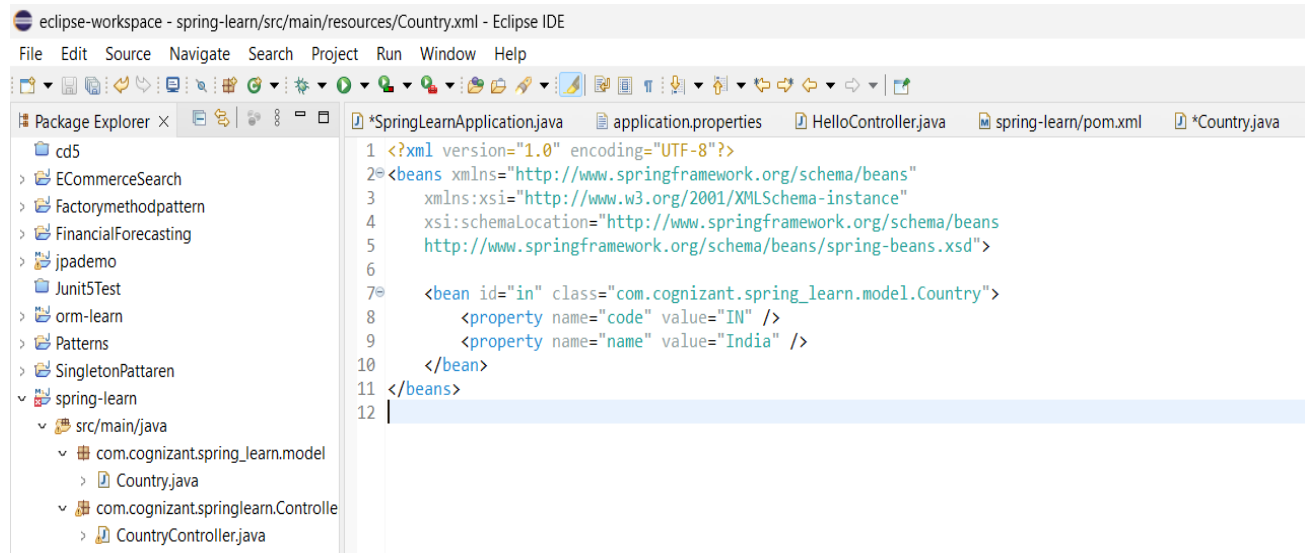 eclipse-workspace - spring-learn/src/main/resources/Country.xml - Eclipse IDE
File Edit Source Navigate Search Project Run Window Help
Package Explorer
*SpringLearnApplication.java application.properties HelloController.java spring-learn/pom.xml *Country.java
cd5
ECommerceSearch
Factorymethodpattern
FinancialForecasting
jpademo
Junit5Test
orm-learn
Patterns
SingletonPattaren
spring-learn
src/main/java
com.cognizant.spring_learn.model
Country.java
com.cognizant.springlearn.Controlle
CountryController.java
1 <?xml version="1.0" encoding="UTF-8"?>
2 <beans xmlns="http://www.springframework.org/schema/beans"
3 xmlns:xsi="http://www.w3.org/2001/XMLSchema-instance"
4 xsi:schemaLocation="http://www.springframework.org/schema/beans
5 http://www.springframework.org/schema/beans/spring-beans.xsd">
6
7 <bean id="in" class="com.cognizant.spring_learn.model.Country">
8 <property name="code" value="IN" />
9 <property name="name" value="India" />
10 </bean>
11 </beans>
12